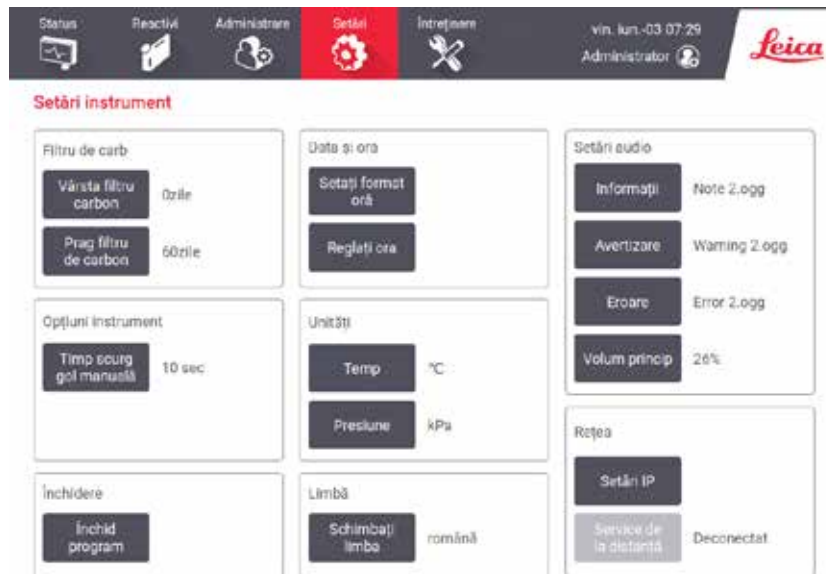 Status
Reactivi
Administrare
Setări
Întreținere
vin. iun.-03 07:29
Administrator
Leica
Setări instrument
Filtru de carb
Vârsta filtru
carbon
0zile
Prag filtru
de carbon
60zile
Data și ora
Setați format
oră
Reglați ora
Setări audio
Informații
Note 2.ogg
Avertizare
Warning 2.ogg
Eroare
Error 2.ogg
Volum princip
26%
Opțiuni instrument
Timp scurg
gol manuală
10 sec
Unități
Temp
°C
Presiune
kPa
Rețea
Setări IP
Service de
la distanță
Deconectat
Închidere
Închid
program
Limbă
Schimbați
limba
română